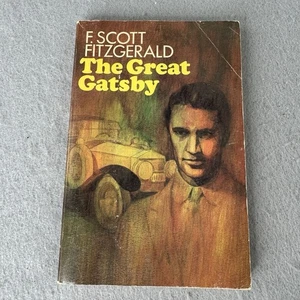 F. SCOTT
FITZGERALD
The Great
Gatsby